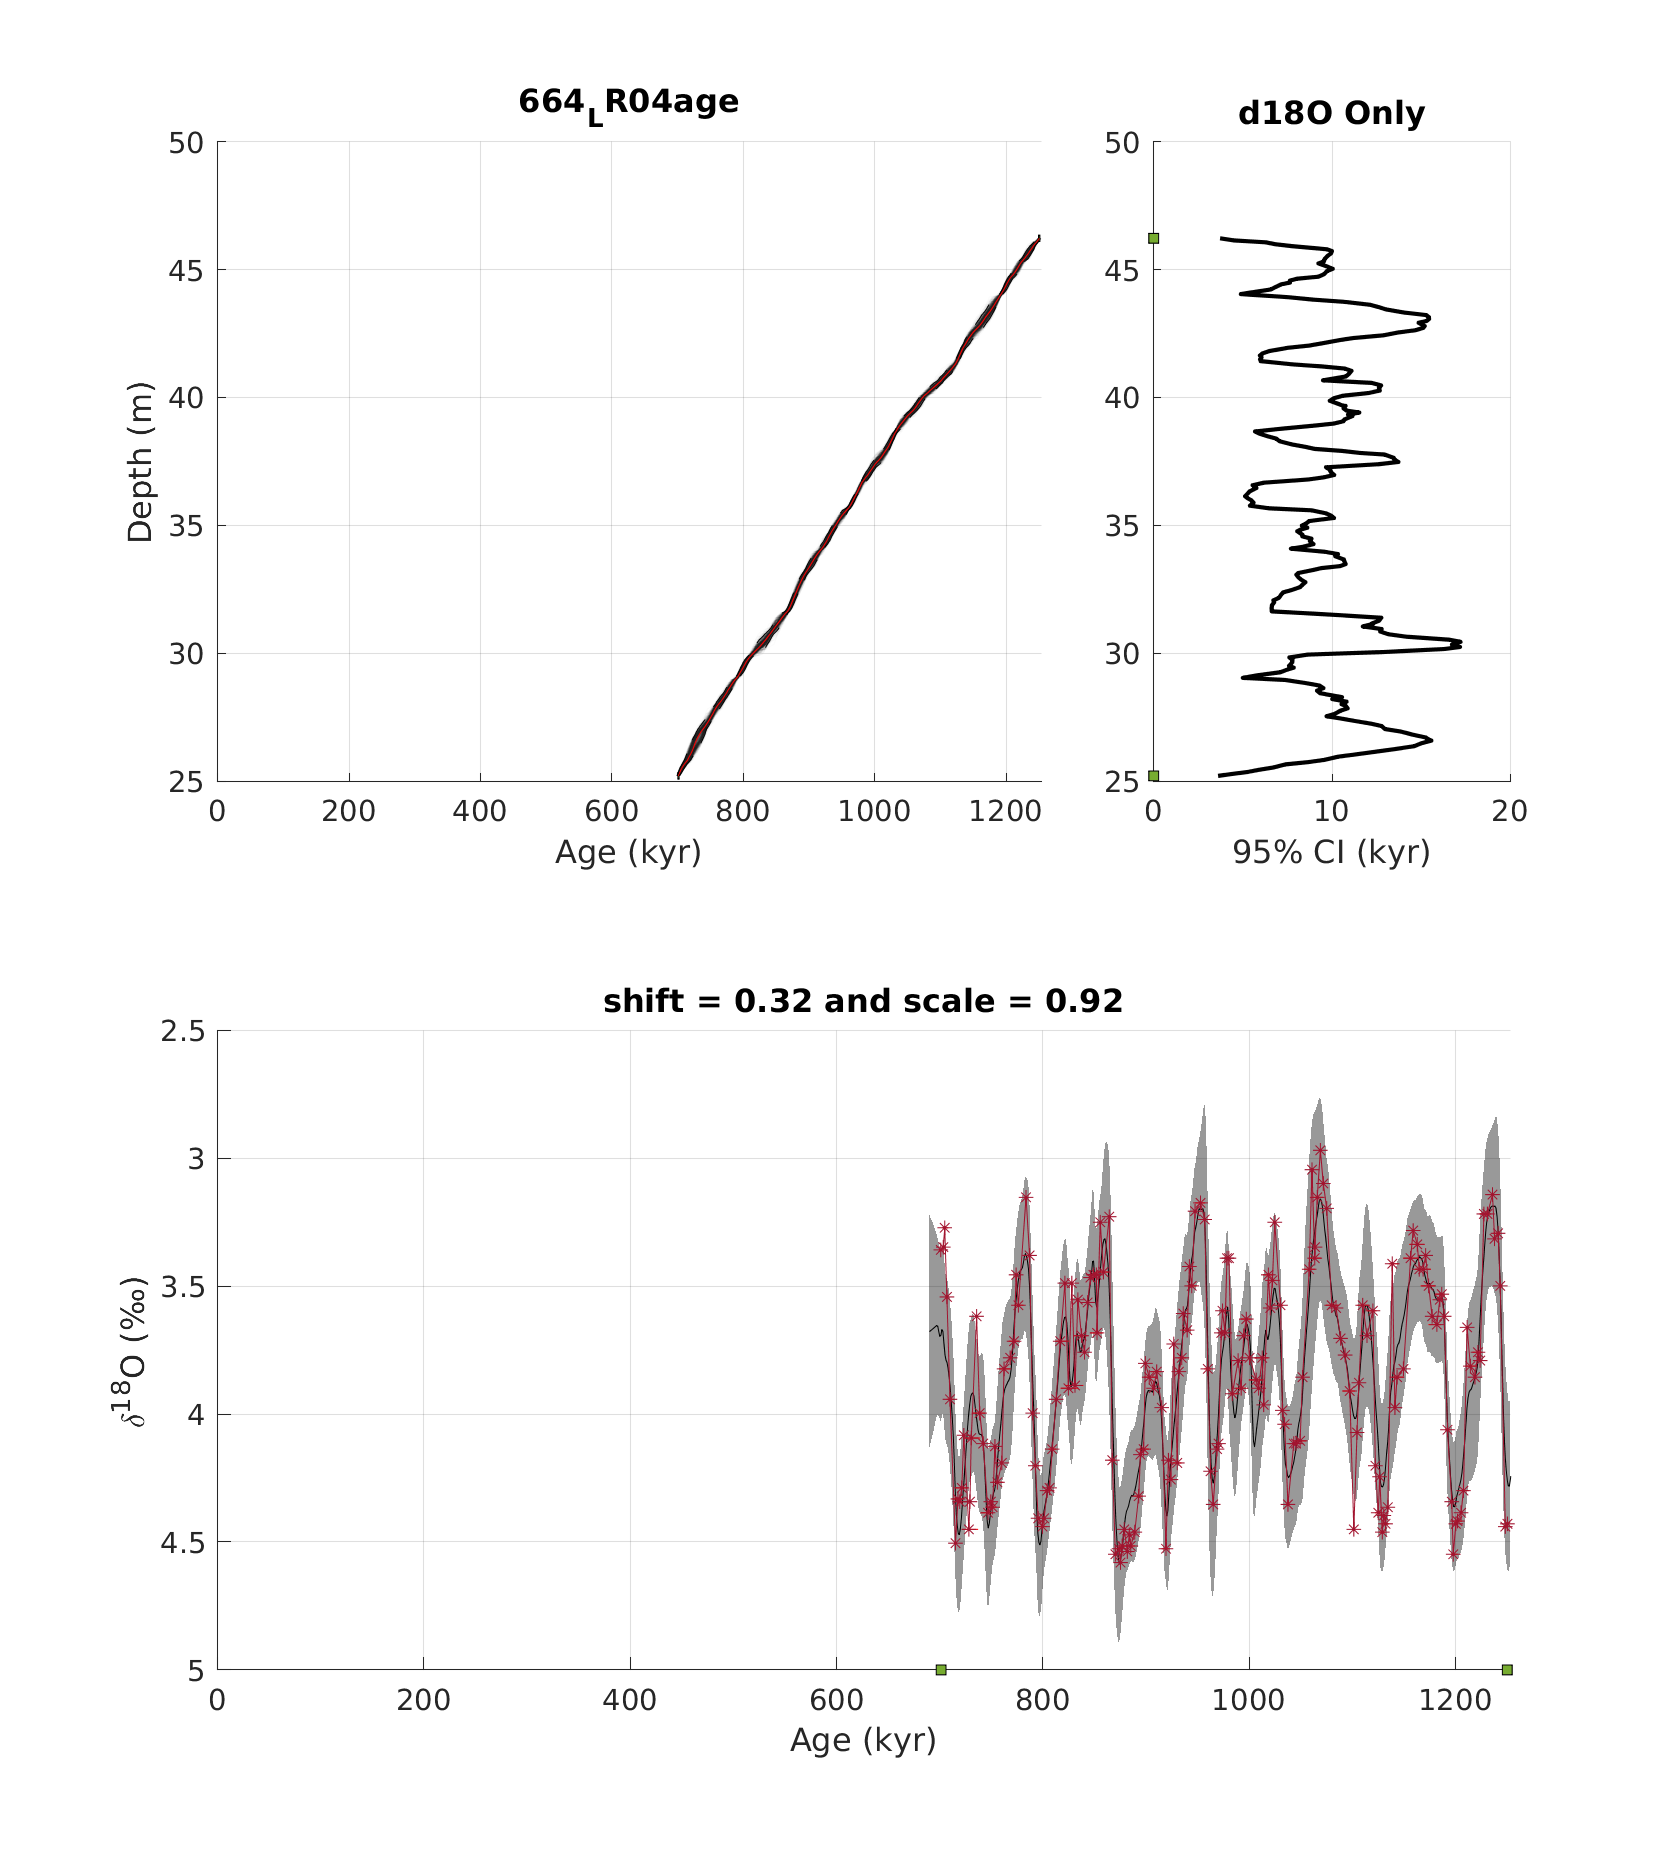 664LR04age
d18O Only
50
45
40
35
30
25
Depth (m)
0 200 400 600 800 1000 1200
Age (kyr)
50
45
40
35
30
25
0 10 20
95% CI (kyr)
shift = 0.32 and scale = 0.92
2.5
3
3.5
4
4.5
5
δ18O (‰)
0 200 400 600 800 1000 1200
Age (kyr)